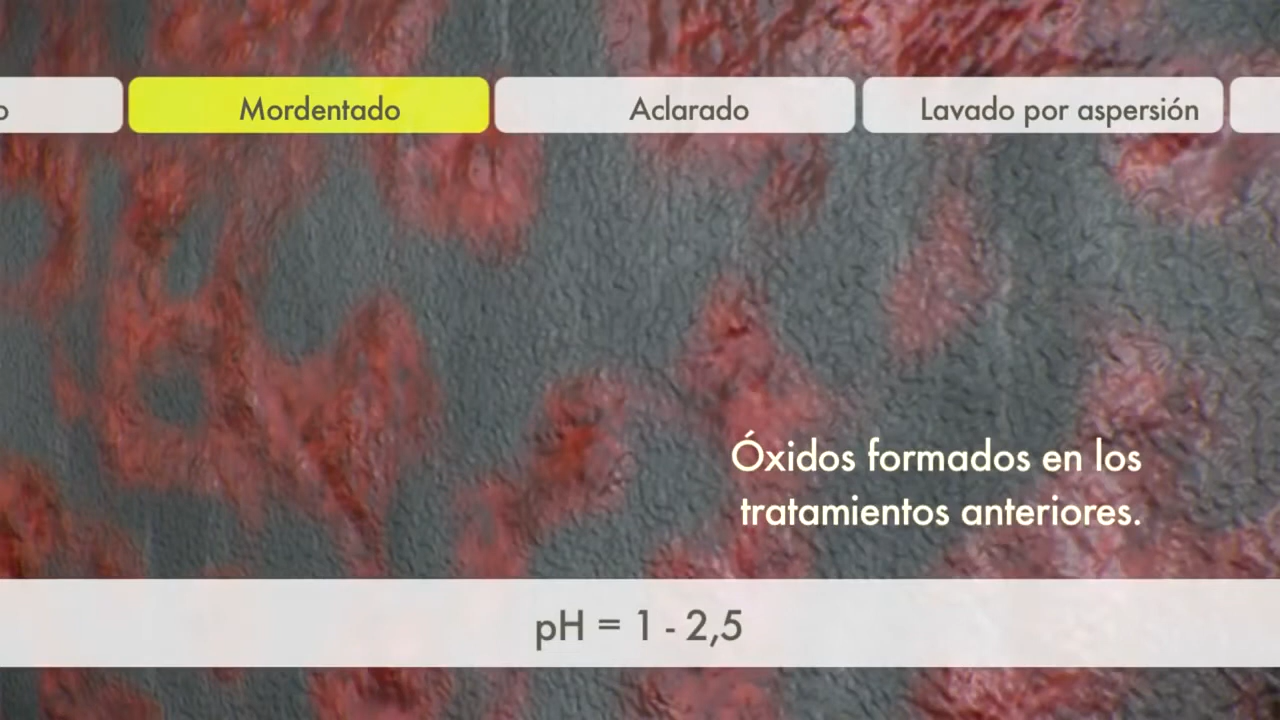 o
Mordentado
Aclarado
Lavado por aspersión
Óxidos formados en los
tratamientos anteriores.
pH = 1 - 2,5